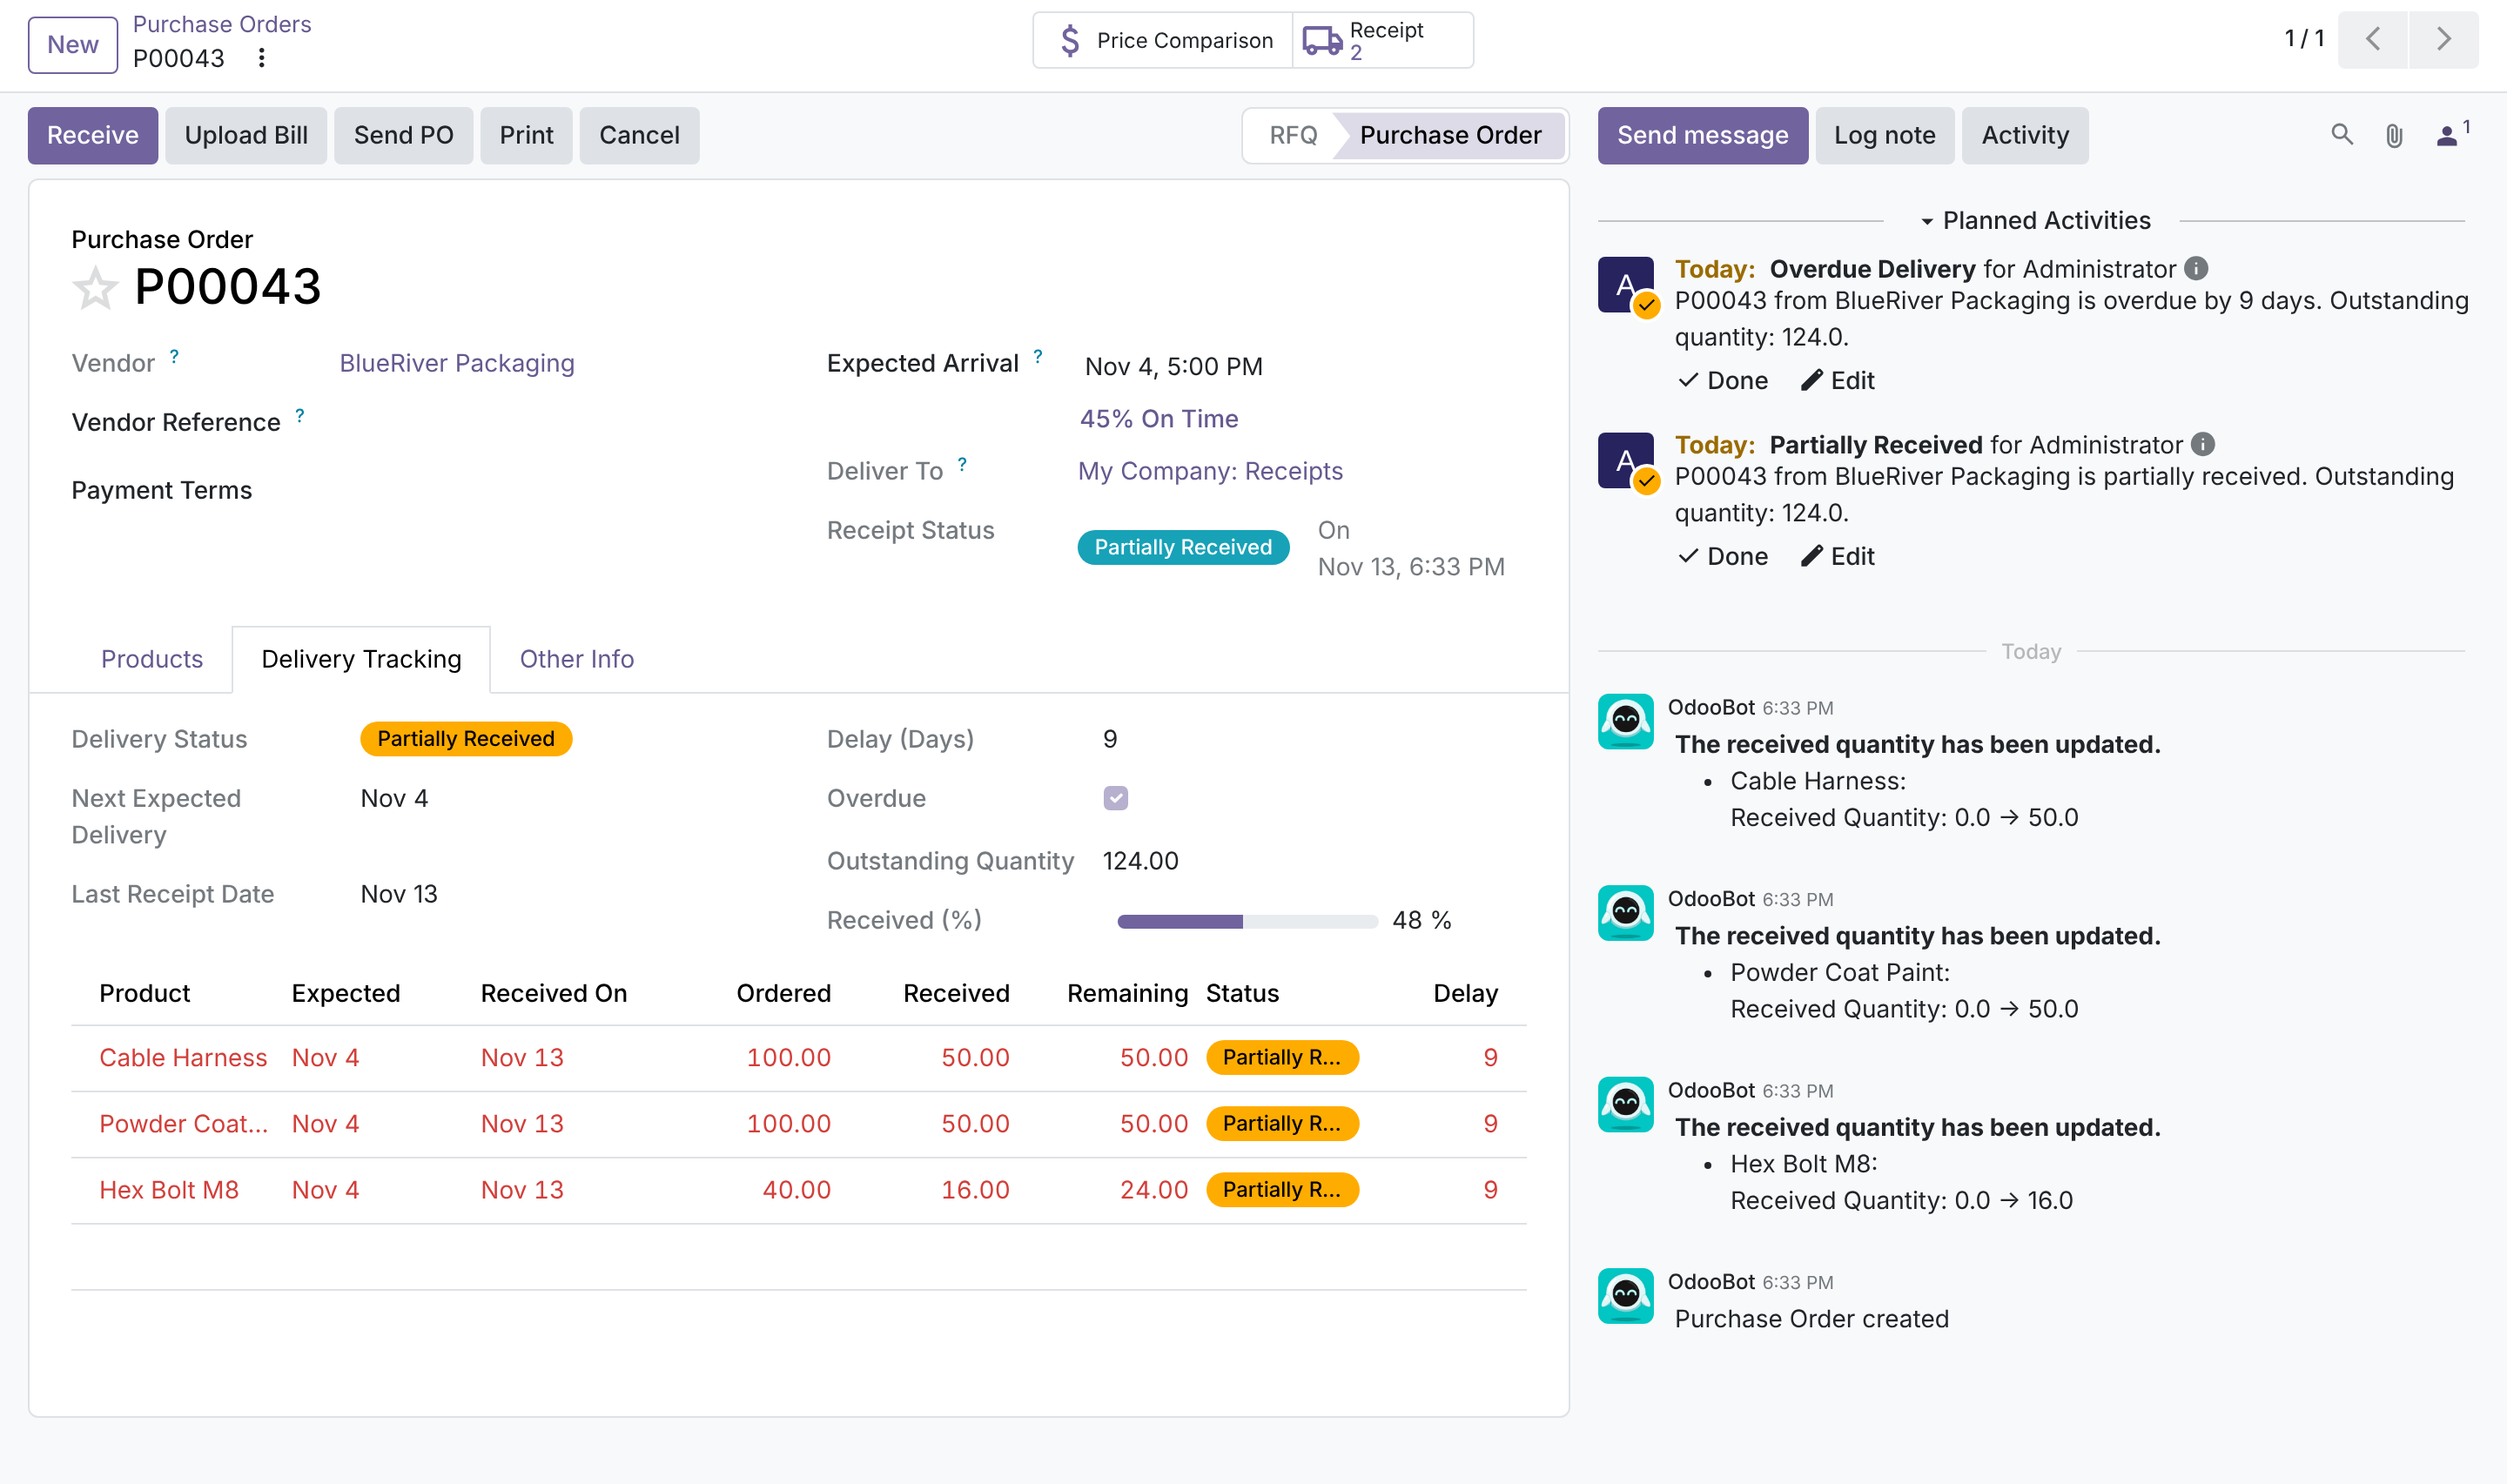 New
Purchase Orders
P00043
Price Comparison
Receipt
2
1 / 1
Receive
Upload Bill
Send PO
Print
Cancel
RFQ
Purchase Order
Send message
Log note
Activity
1
Purchase Order
P00043
Vendor ?
BlueRiver Packaging
Vendor Reference ?
Payment Terms
Expected Arrival ?
Nov 4, 5:00 PM
45% On Time
Deliver To ?
My Company: Receipts
Receipt Status
Partially Received
On
Nov 13, 6:33 PM
Products
Delivery Tracking
Other Info
Delivery Status
Partially Received
Next Expected
Delivery
Nov 4
Last Receipt Date
Nov 13
Delay (Days)
9
Overdue
Outstanding Quantity
124.00
Received (%)
48 %
Product Expected Received On Ordered Received Remaining Status Delay
Cable Harness Nov 4 Nov 13 100.00 50.00 50.00 Partially R... 9
Powder Coat... Nov 4 Nov 13 100.00 50.00 50.00 Partially R... 9
Hex Bolt M8 Nov 4 Nov 13 40.00 16.00 24.00 Partially R... 9
Planned Activities
A
Today: Overdue Delivery for Administrator
P00043 from BlueRiver Packaging is overdue by 9 days. Outstanding
quantity: 124.0.
Done
Edit
A
Today: Partially Received for Administrator
P00043 from BlueRiver Packaging is partially received. Outstanding
quantity: 124.0.
Done
Edit
Today
OdooBot 6:33 PM
The received quantity has been updated.
• Cable Harness:
Received Quantity: 0.0 → 50.0
OdooBot 6:33 PM
The received quantity has been updated.
• Powder Coat Paint:
Received Quantity: 0.0 → 50.0
OdooBot 6:33 PM
The received quantity has been updated.
• Hex Bolt M8:
Received Quantity: 0.0 → 16.0
OdooBot 6:33 PM
Purchase Order created